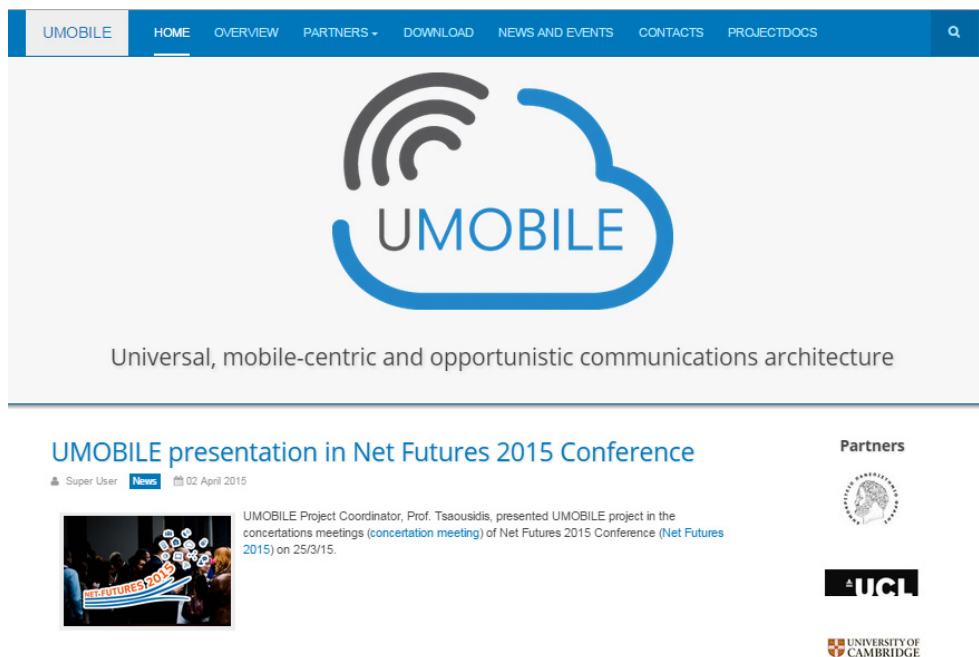 UMOBILE HOME OVERVIEW PARTNERS DOWNLOAD NEWS AND EVENTS CONTACTS PROJECTDOCS
UMOBILE
Universal, mobile-centric and opportunistic communications architecture
UMOBILE presentation in Net Futures 2015 Conference
Super User News 02 April 2015
UMOBILE Project Coordinator, Prof. Tsaousidis, presented UMOBILE project in the
concertations meetings (concertation meeting) of Net Futures 2015 Conference (Net Futures
2015) on 25/3/15.
NET FUTURES 2015
Partners
UCL
UNIVERSITY OF
CAMBRIDGE